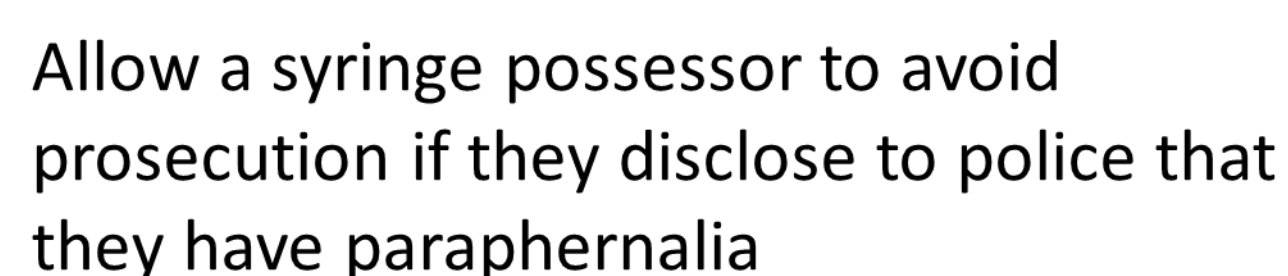 Allow a syringe possessor to avoid
prosecution if they disclose to police that
they have paraphernalia